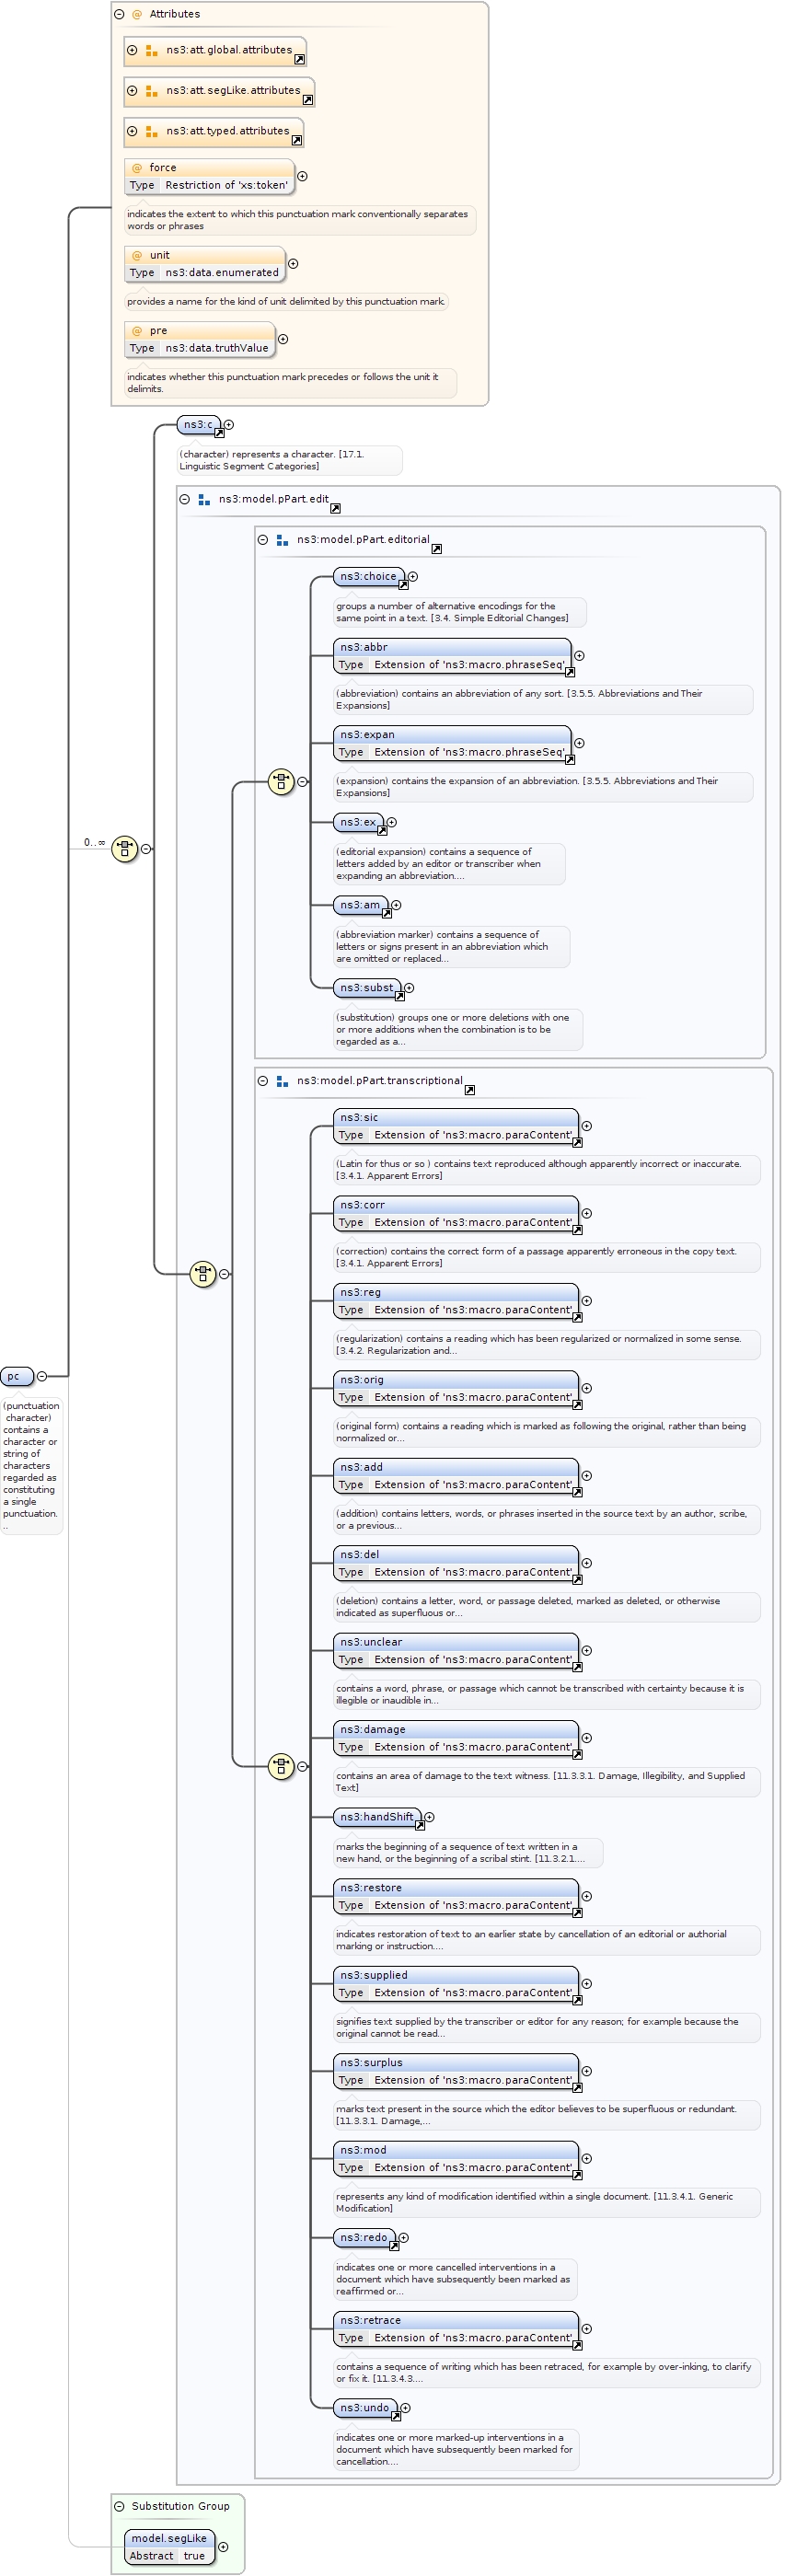 @ Attributes
ns3:att.global.attributes
ns3:att.segLike.attributes
ns3:att.typed.attributes
@ force
Type Restriction of 'xs:token'
indicates the extent to which this punctuation mark conventionally separates
words or phrases
@ unit
Type ns3:data.enumerated
provides a name for the kind of unit delimited by this punctuation mark.
@ pre
Type ns3:data.truthValue
indicates whether this punctuation mark precedes or follows the unit it
delimits.
ns3:c
(character) represents a character. [17.1.
Linguistic Segment Categories]
ns3:model.pPart.edit
ns3:model.pPart.editorial
ns3:choice
groups a number of alternative encodings for the
same point in a text. [3.4. Simple Editorial Changes]
ns3:abbr
Type Extension of 'ns3:macro.phraseSeq'
(abbreviation) contains an abbreviation of any sort. [3.5.5. Abbreviations and Their
Expansions]
ns3:expan
Type Extension of 'ns3:macro.phraseSeq'
(expansion) contains the expansion of an abbreviation. [3.5.5. Abbreviations and Their
Expansions]
ns3:ex
0..∞
(editorial expansion) contains a sequence of
letters added by an editor or transcriber when
expanding an abbreviation....
ns3:am
(abbreviation marker) contains a sequence of
letters or signs present in an abbreviation which
are omitted or replaced...
ns3:subst
(substitution) groups one or more deletions with one
or more additions when the combination is to be
regarded as a...
ns3:model.pPart.transcriptional
ns3:sic
Type Extension of 'ns3:macro.paraContent'
(Latin for thus or so ) contains text reproduced although apparently incorrect or inaccurate.
[3.4.1. Apparent Errors]
ns3:corr
Type Extension of 'ns3:macro.paraContent'
(correction) contains the correct form of a passage apparently erroneous in the copy text.
[3.4.1. Apparent Errors]
ns3:reg
Type Extension of 'ns3:macro.paraContent'
(regularization) contains a reading which has been regularized or normalized in some sense.
[3.4.2. Regularization and...
pc
(punctuation
character)
contains a
character or
string of
characters
regarded as
constituting
a single
punctuation.
..
ns3:orig
Type Extension of 'ns3:macro.paraContent'
(original form) contains a reading which is marked as following the original, rather than being
normalized or...
ns3:add
Type Extension of 'ns3:macro.paraContent'
(addition) contains letters, words, or phrases inserted in the source text by an author, scribe,
or a previous...
ns3:del
Type Extension of 'ns3:macro.paraContent'
(deletion) contains a letter, word, or passage deleted, marked as deleted, or otherwise
indicated as superfluous or...
ns3:unclear
Type Extension of 'ns3:macro.paraContent'
contains a word, phrase, or passage which cannot be transcribed with certainty because it is
illegible or inaudible in...
ns3:damage
Type Extension of 'ns3:macro.paraContent'
contains an area of damage to the text witness. [11.3.3.1. Damage, Illegibility, and Supplied
Text]
ns3:handShift
marks the beginning of a sequence of text written in a
new hand, or the beginning of a scribal stint. [11.3.2.1....
ns3:restore
Type Extension of 'ns3:macro.paraContent'
indicates restoration of text to an earlier state by cancellation of an editorial or authorial
marking or instruction....
ns3:supplied
Type Extension of 'ns3:macro.paraContent'
signifies text supplied by the transcriber or editor for any reason; for example because the
original cannot be read...
ns3:surplus
Type Extension of 'ns3:macro.paraContent'
marks text present in the source which the editor believes to be superfluous or redundant.
[11.3.3.1. Damage,...
ns3:mod
Type Extension of 'ns3:macro.paraContent'
represents any kind of modification identified within a single document. [11.3.4.1. Generic
Modification]
ns3:redo
indicates one or more cancelled interventions in a
document which have subsequently been marked as
reaffirmed or...
ns3:retrace
Type Extension of 'ns3:macro.paraContent'
contains a sequence of writing which has been retraced, for example by over-inking, to clarify
or fix it. [11.3.4.3....
ns3:undo
indicates one or more marked-up interventions in a
document which have subsequently been marked for
cancellation....
Substitution Group
model.segLike
Abstract true